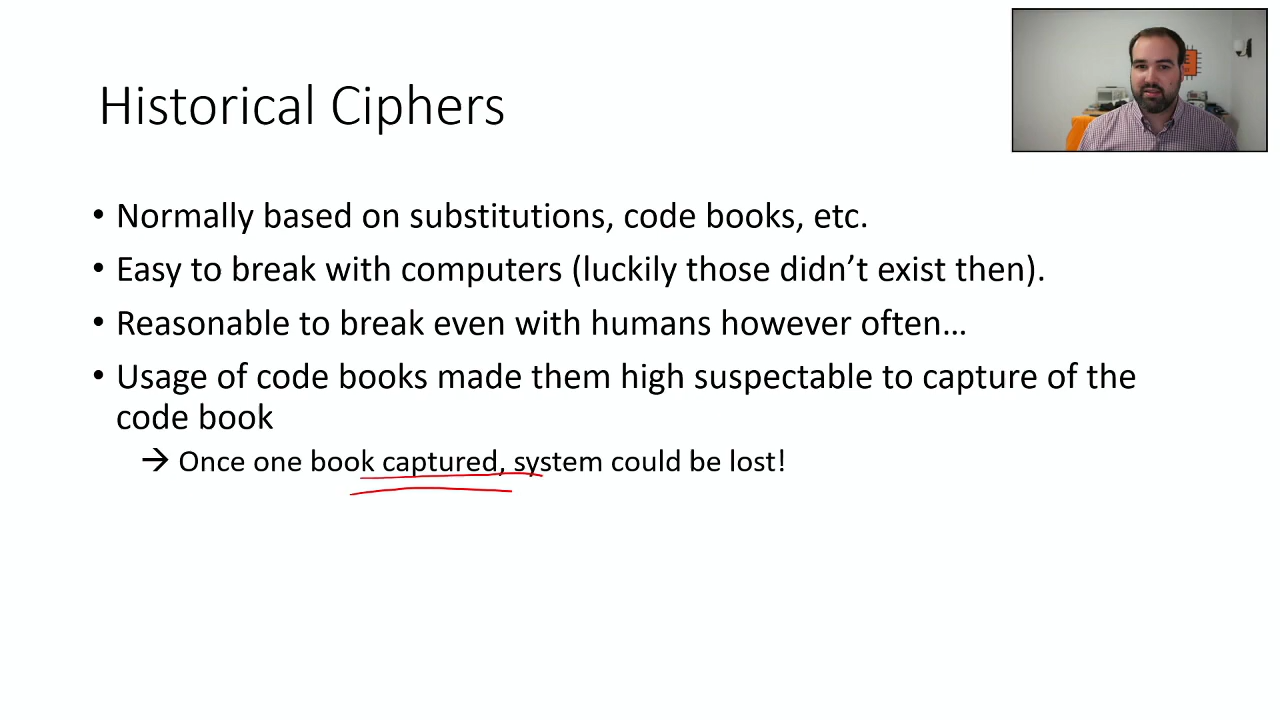 Historical Ciphers
• Normally based on substitutions, code books, etc.
• Easy to break with computers (luckily those didn't exist then).
• Reasonable to break even with humans however often…
• Usage of code books made them high suspectable to capture of the
code book
→ Once one book captured, system could be lost!